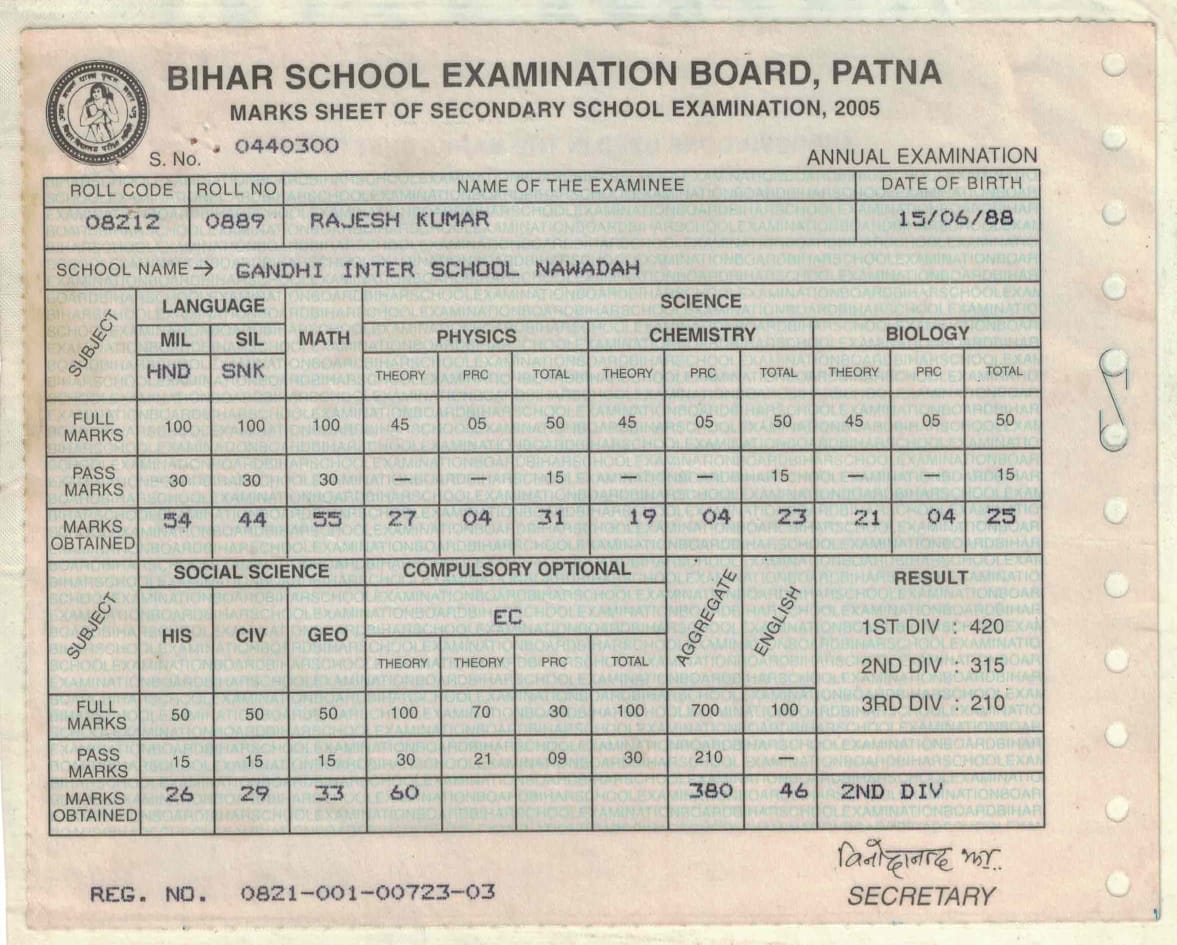 BIHAR SCHOOL EXAMINATION BOARD, PATNA
MARKS SHEET OF SECONDARY SCHOOL EXAMINATION, 2005
S. No. 0440300
ANNUAL EXAMINATION
ROLL CODE ROLL NO NAME OF THE EXAMINEE DATE OF BIRTH
08212 0889 RAJESH KUMAR 15/06/88
SCHOOL NAME → GANDHI INTER SCHOOL NAWADAH
SUBJECT LANGUAGE SCIENCE
MIL SIL MATH PHYSICS CHEMISTRY BIOLOGY
HND SNK THEORY PRC TOTAL THEORY PRC TOTAL THEORY PRC TOTAL
FULL MARKS 100 100 100 45 05 50 45 05 50 45 05 50
PASS MARKS 30 30 30 — — 15 — — 15 — — 15
MARKS OBTAINED 54 44 55 27 04 31 19 04 23 21 04 25
SUBJECT SOCIAL SCIENCE COMPULSORY OPTIONAL AGGREGATE ENGLISH RESULT
EC
HIS CIV GEO 1ST DIV : 420
THEORY THEORY PRC TOTAL 2ND DIV : 315
FULL MARKS 50 50 50 100 70 30 100 700 100 3RD DIV : 210
PASS MARKS 15 15 15 30 21 09 30 210 —
MARKS OBTAINED 26 29 33 60 380 46 2ND DIV
विनोदानन्द झा
REG. NO. 0821-001-00723-03
SECRETARY